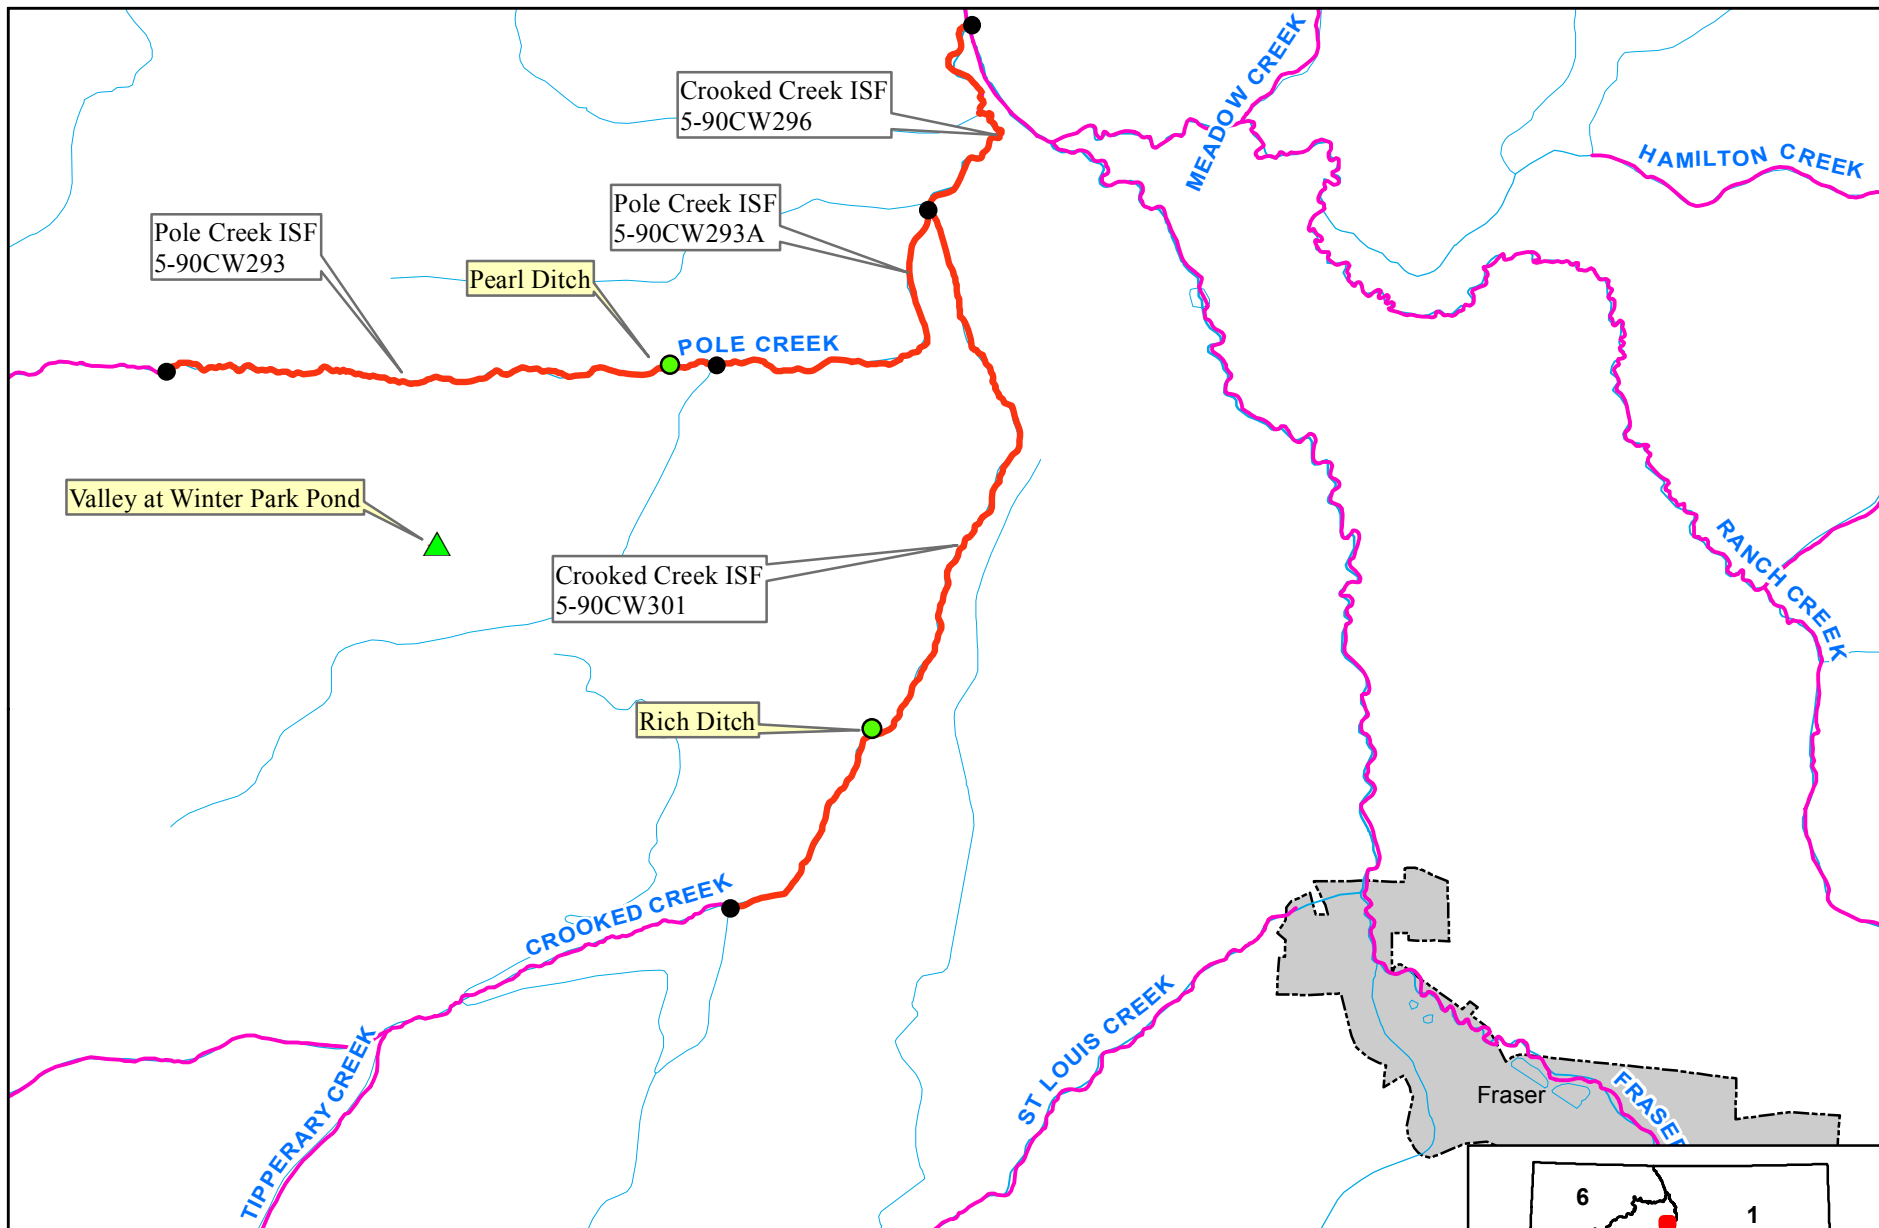 Crooked Creek ISF
5-90CW296
MEADOW CREEK
HAMILTON CREEK
Pole Creek ISF
5-90CW293A
Pole Creek ISF
5-90CW293
Pearl Ditch
POLE CREEK
Valley at Winter Park Pond
Crooked Creek ISF
5-90CW301
RANCH CREEK
Rich Ditch
CROOKED CREEK
ST LOUIS CREEK
TIPPERARY CREEK
Fraser
FRASER
6
1